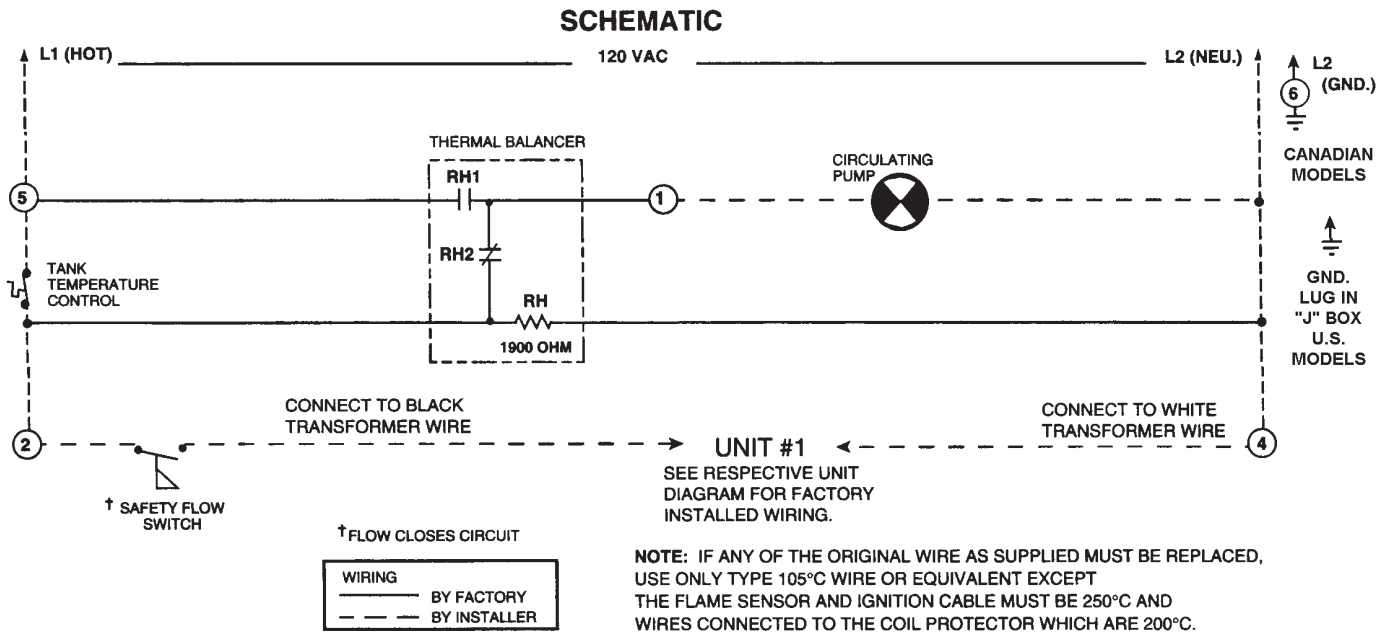 SCHEMATIC
L1 (HOT)
120 VAC
L2 (NEU.)
L2
(GND.)
6
CANADIAN
MODELS
THERMAL BALANCER
CIRCULATING
PUMP
5
RH1
1
RH2
TANK
TEMPERATURE
CONTROL
RH
1900 OHM
GND.
LUG IN
"J" BOX
U.S.
MODELS
CONNECT TO BLACK
TRANSFORMER WIRE
CONNECT TO WHITE
TRANSFORMER WIRE
2
UNIT #1
4
SEE RESPECTIVE UNIT
DIAGRAM FOR FACTORY
INSTALLED WIRING.
† SAFETY FLOW
SWITCH
†FLOW CLOSES CIRCUIT
WIRING
BY FACTORY
BY INSTALLER
NOTE: IF ANY OF THE ORIGINAL WIRE AS SUPPLIED MUST BE REPLACED,
USE ONLY TYPE 105°C WIRE OR EQUIVALENT EXCEPT
THE FLAME SENSOR AND IGNITION CABLE MUST BE 250°C AND
WIRES CONNECTED TO THE COIL PROTECTOR WHICH ARE 200°C.